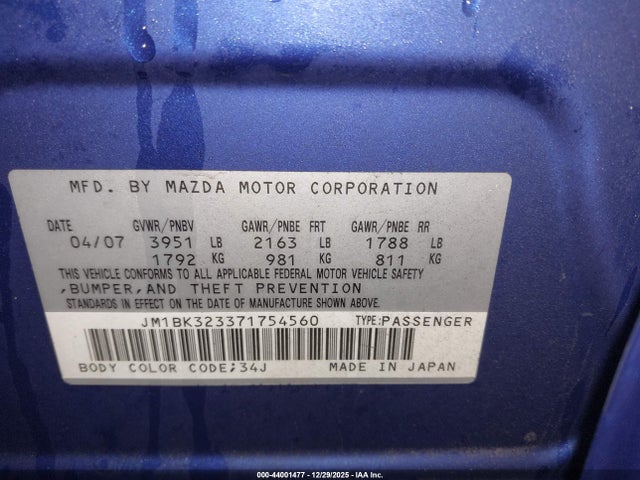 MFD. BY MAZDA MOTOR CORPORATION
DATE GVWR/PNBV GAWR/PNBE FRT GAWR/PNBE RR
04/07 3951 LB 2163 LB 1788 LB
1792 KG 981 KG 811 KG
THIS VEHICLE CONFORMS TO ALL APPLICABLE FEDERAL MOTOR VEHICLE SAFETY
,BUMPER,AND THEFT PREVENTION
STANDARDS IN EFFECT ON THE DATE OF MANUFACTURE SHOWN ABOVE.
JM1BK323371754560 TYPE:PASSENGER
BODY COLOR CODE;34J MADE IN JAPAN
000-44001477 - 12/29/2025 - IAA Inc.